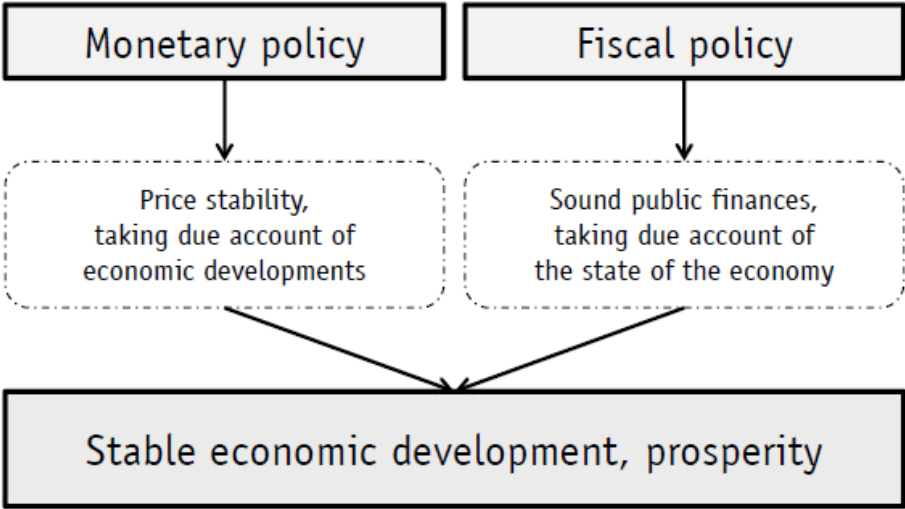 Monetary policy
Fiscal policy
Price stability,
taking due account of
economic developments
Sound public finances,
taking due account of
the state of the economy
Stable economic development, prosperity